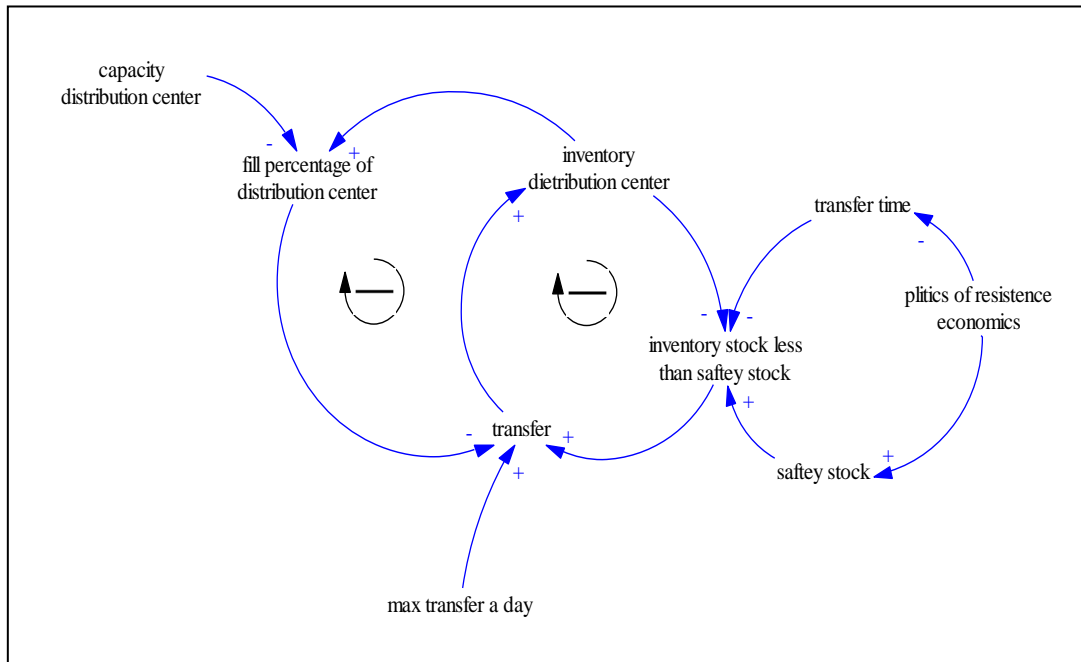 capacity
distribution center
-
+
fill percentage of
distribution center
inventory
dietribution center
+
transfer time
-
plitics of resistence
economics
-
-
inventory stock less
than saftey stock
+
-
transfer
+
+
+
saftey stock
max transfer a day